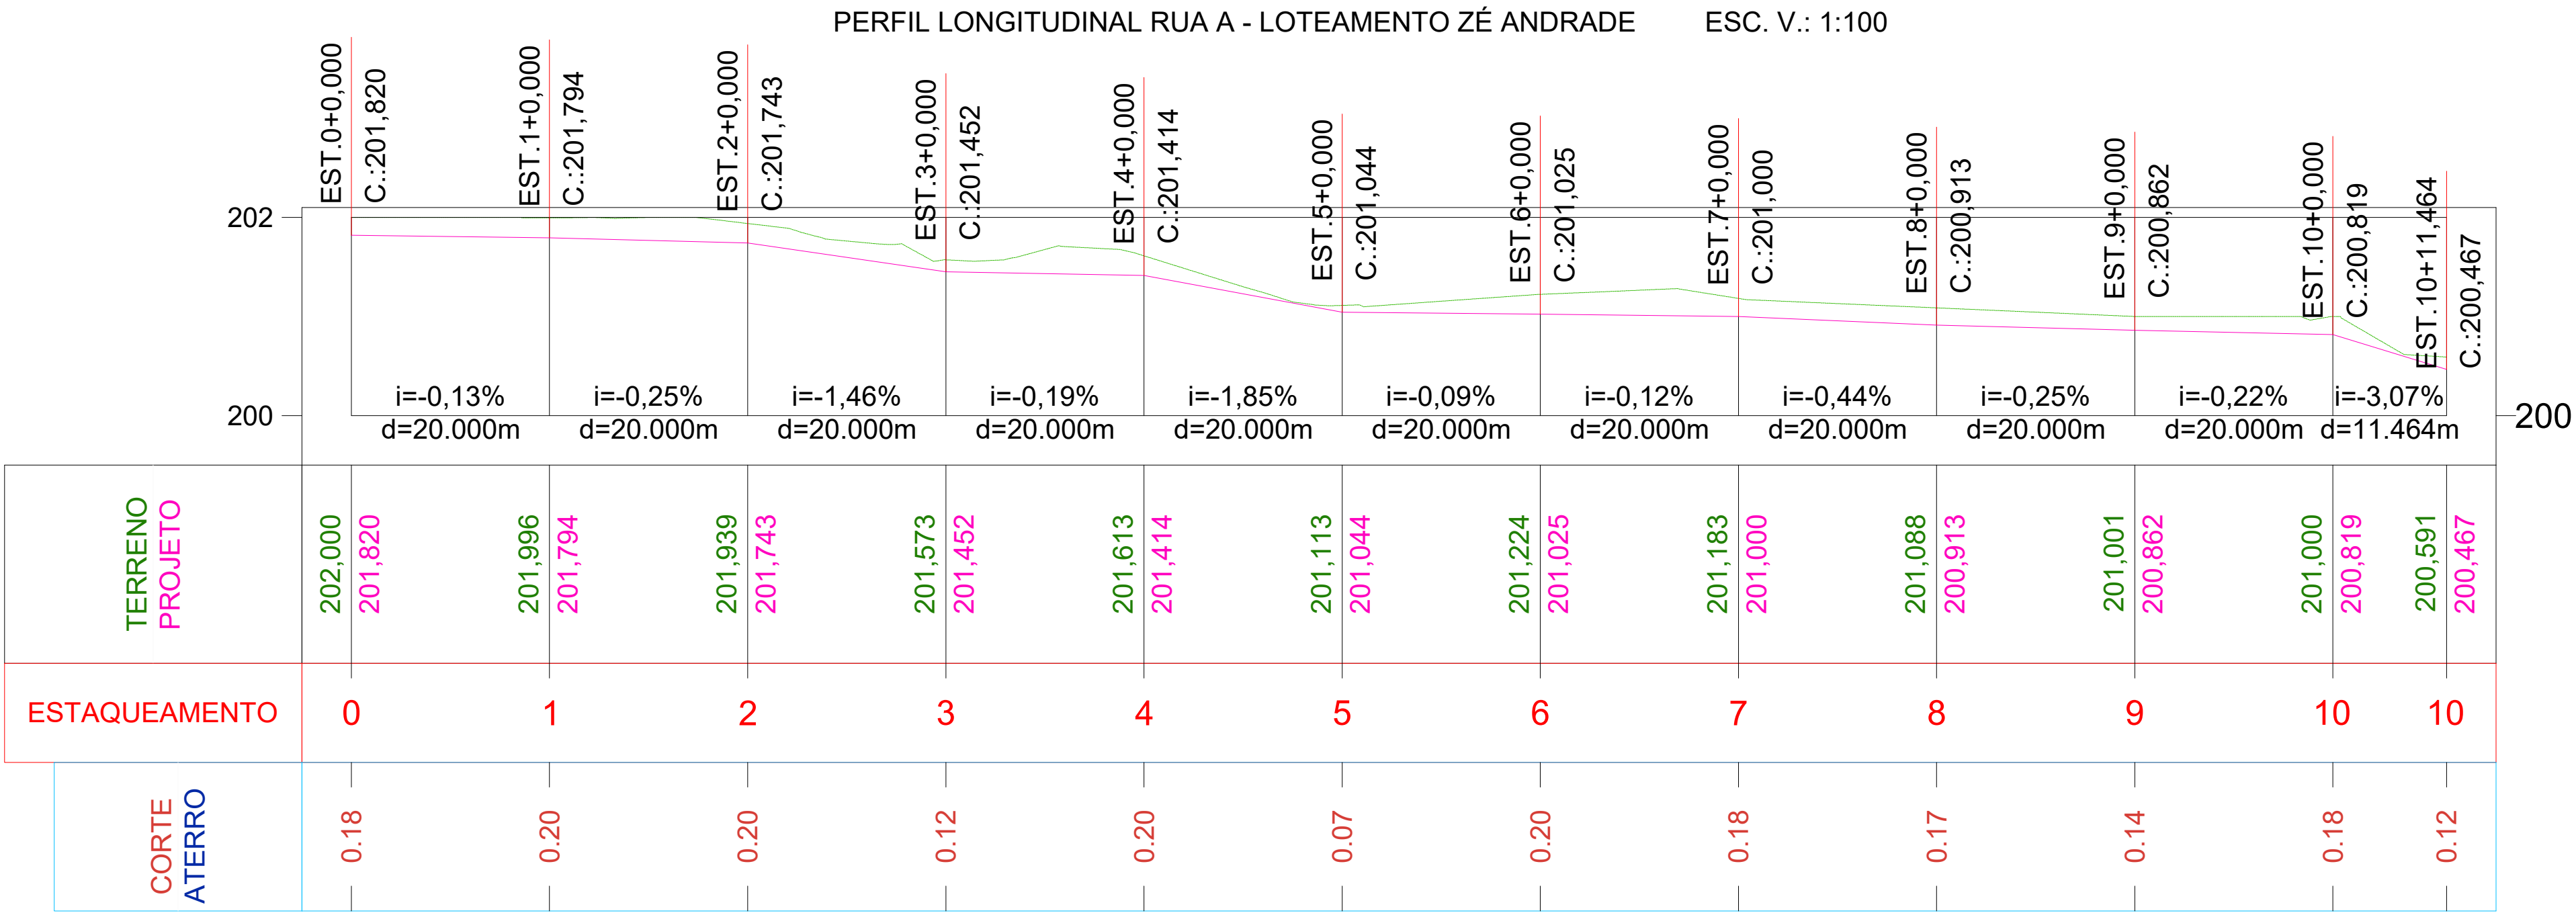 PERFIL LONGITUDINAL RUA A - LOTEAMENTO ZÉ ANDRADE ESC. V.: 1:100
EST.0+0,000
C.:201,820
EST.1+0,000
C.:201,794
EST.2+0,000
C.:201,743
EST.3+0,000
C.:201,452
EST.4+0,000
C.:201,414
EST.5+0,000
C.:201,044
EST.6+0,000
C.:201,025
EST.7+0,000
C.:201,000
EST.8+0,000
C.:200,913
EST.9+0,000
C.:200,862
EST.10+0,000
C.:200,819
EST.10+11,464
C.:200,467
202
200
200
i=-0,13%
d=20.000m
i=-0,25%
d=20.000m
i=-1,46%
d=20.000m
i=-0,19%
d=20.000m
i=-1,85%
d=20.000m
i=-0,09%
d=20.000m
i=-0,12%
d=20.000m
i=-0,44%
d=20.000m
i=-0,25%
d=20.000m
i=-0,22%
d=20.000m
i=-3,07%
d=11.464m
TERRENO
PROJETO
202,000
201,820
201,996
201,794
201,939
201,743
201,573
201,452
201,613
201,414
201,113
201,044
201,224
201,025
201,183
201,000
201,088
200,913
201,001
200,862
201,000
200,819
200,591
200,467
ESTAQUEAMENTO 0 1 2 3 4 5 6 7 8 9 10 10
CORTE
ATERRO
0.18
0.20
0.20
0.12
0.20
0.07
0.20
0.18
0.17
0.14
0.18
0.12